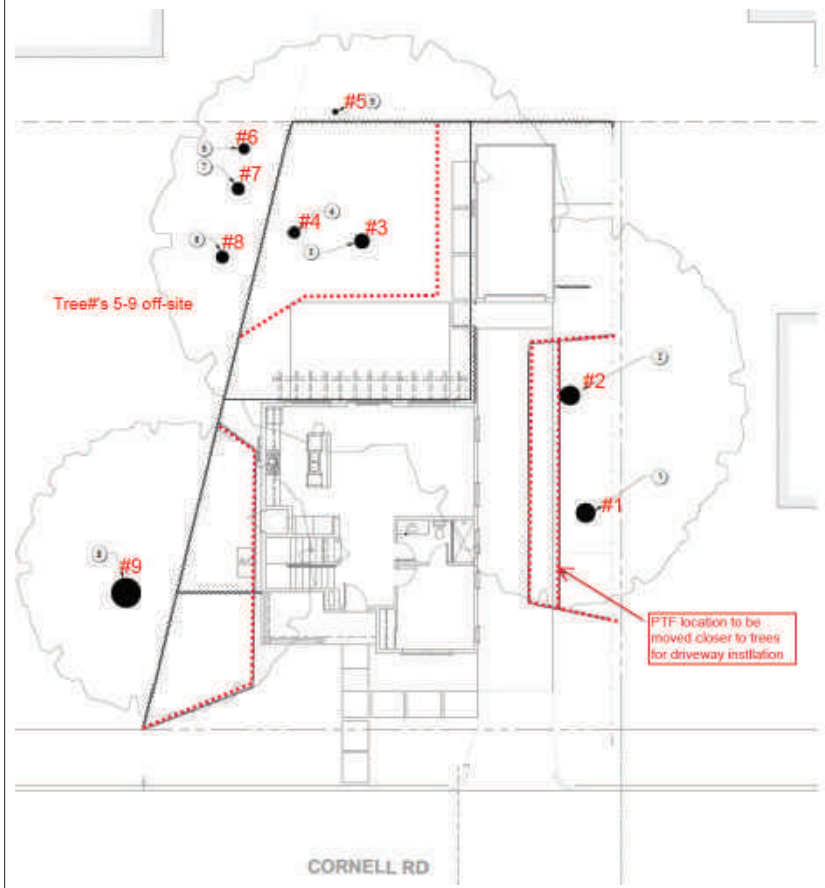 #5
#6
#7
#4
#3
#8
Tree#'s 5-9 off-site
#2
#1
#9
PTF location to be
moved closer to trees
for driveway instllation
CORNELL RD